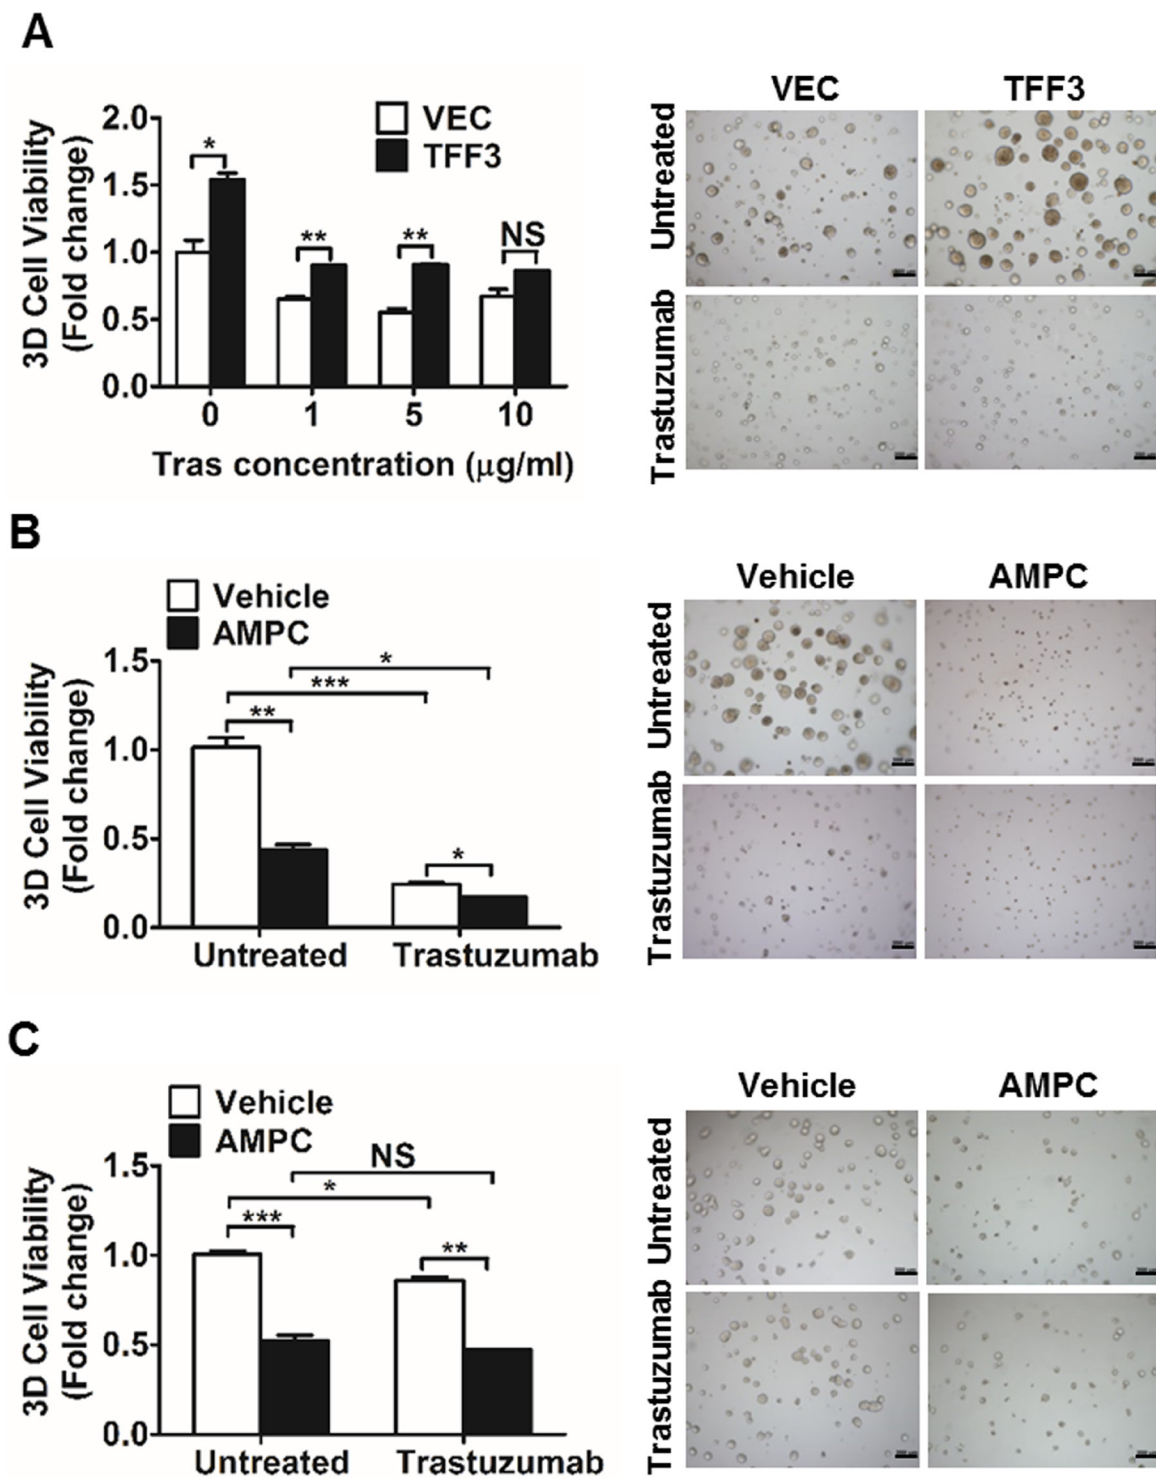 A
3D Cell Viability
(Fold change)
2.0
1.5
1.0
0.5
0.0
VEC
TFF3
*
**
**
NS
0 1 5 10
Tras concentration (μg/ml)
VEC TFF3
Untreated
Trastuzumab
B
3D Cell Viability
(Fold change)
Vehicle
AMPC
1.5
1.0
0.5
0.0
*
***
**
*
Untreated Trastuzumab
Vehicle AMPC
Untreated
Trastuzumab
C
3D Cell Viability
(Fold change)
Vehicle
AMPC
1.5
1.0
0.5
0.0
NS
*
***
**
Untreated Trastuzumab
Vehicle AMPC
Untreated
Trastuzumab